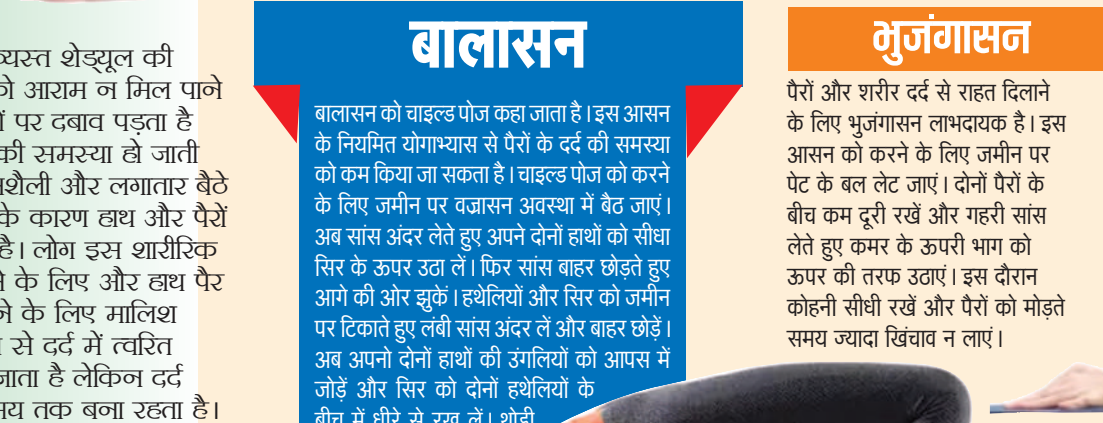 शेड्यूल की
आराम न मिल पाने
पर दबाव पड़ता है
की समस्या हो जाती
और लगातार बैठे
के कारण हाथ और पैरों
है। लोग इस शारीरिक
के लिए और हाथ पैर
के लिए मालिश
से दर्द में त्वरित
जाता है लेकिन दर्द
तक बना रहता है।
बालासन
बालासन को चाइल्ड पोज कहा जाता है। इस आसन
के नियमित योगाभ्यास से पैरों के दर्द की समस्या
को कम किया जा सकता है। चाइल्ड पोज को करने
के लिए जमीन पर वज्रासन अवस्था में बैठ जाएं।
अब सांस अंदर लेते हुए अपने दोनों हाथों को सीधा
सिर के ऊपर उठा लें। फिर सांस बाहर छोड़ते हुए
आगे की ओर झुकें। हथेलियों और सिर को जमीन
पर टिकाते हुए लंबी सांस अंदर लें और बाहर छोड़ें।
अब अपनो दोनों हाथों की उंगलियों को आपस में
जोड़ें और सिर को दोनों हथेलियों के
बीच में धीरे से रख लें। थोड़ी
भुजंगासन
पैरों और शरीर दर्द से राहत दिलाने
के लिए भुजंगासन लाभदायक है। इस
आसन को करने के लिए जमीन पर
पेट के बल लेट जाएं। दोनों पैरों के
बीच कम दूरी रखें और गहरी सांस
लेते हुए कमर के ऊपरी भाग को
ऊपर की तरफ उठाएं। इस दौरान
कोहनी सीधी रखें और पैरों को मोड़ते
समय ज्यादा खिंचाव न लाएं।